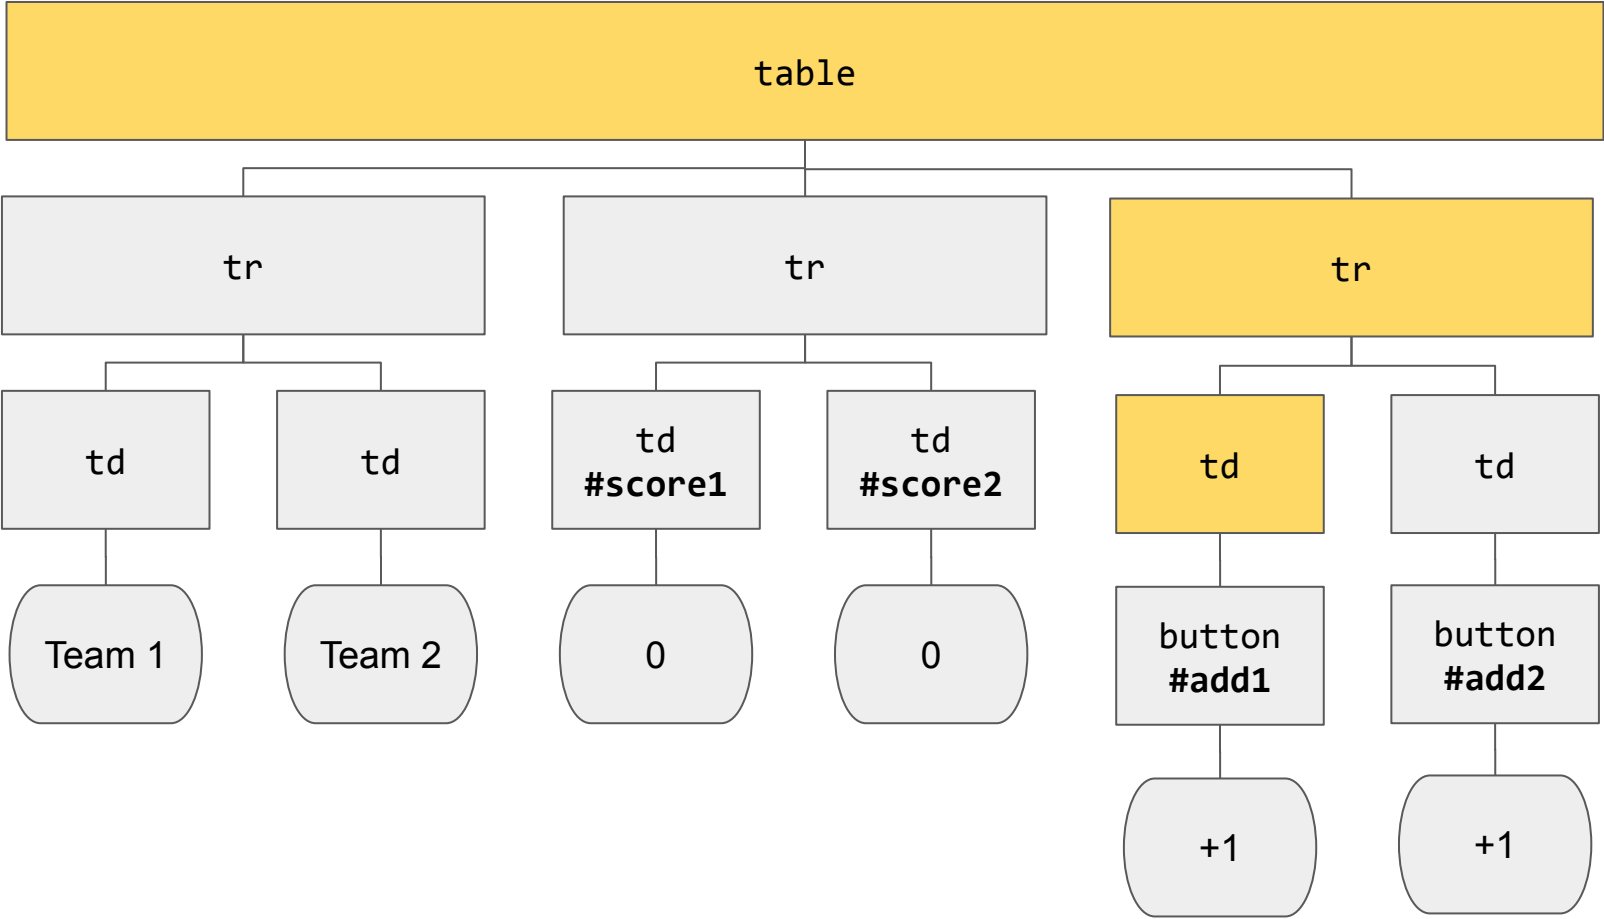 table
tr
tr
tr
td
td
td
#score1
td
#score2
td
td
Team 1
Team 2
0
0
button
#add1
button
#add2
+1
+1